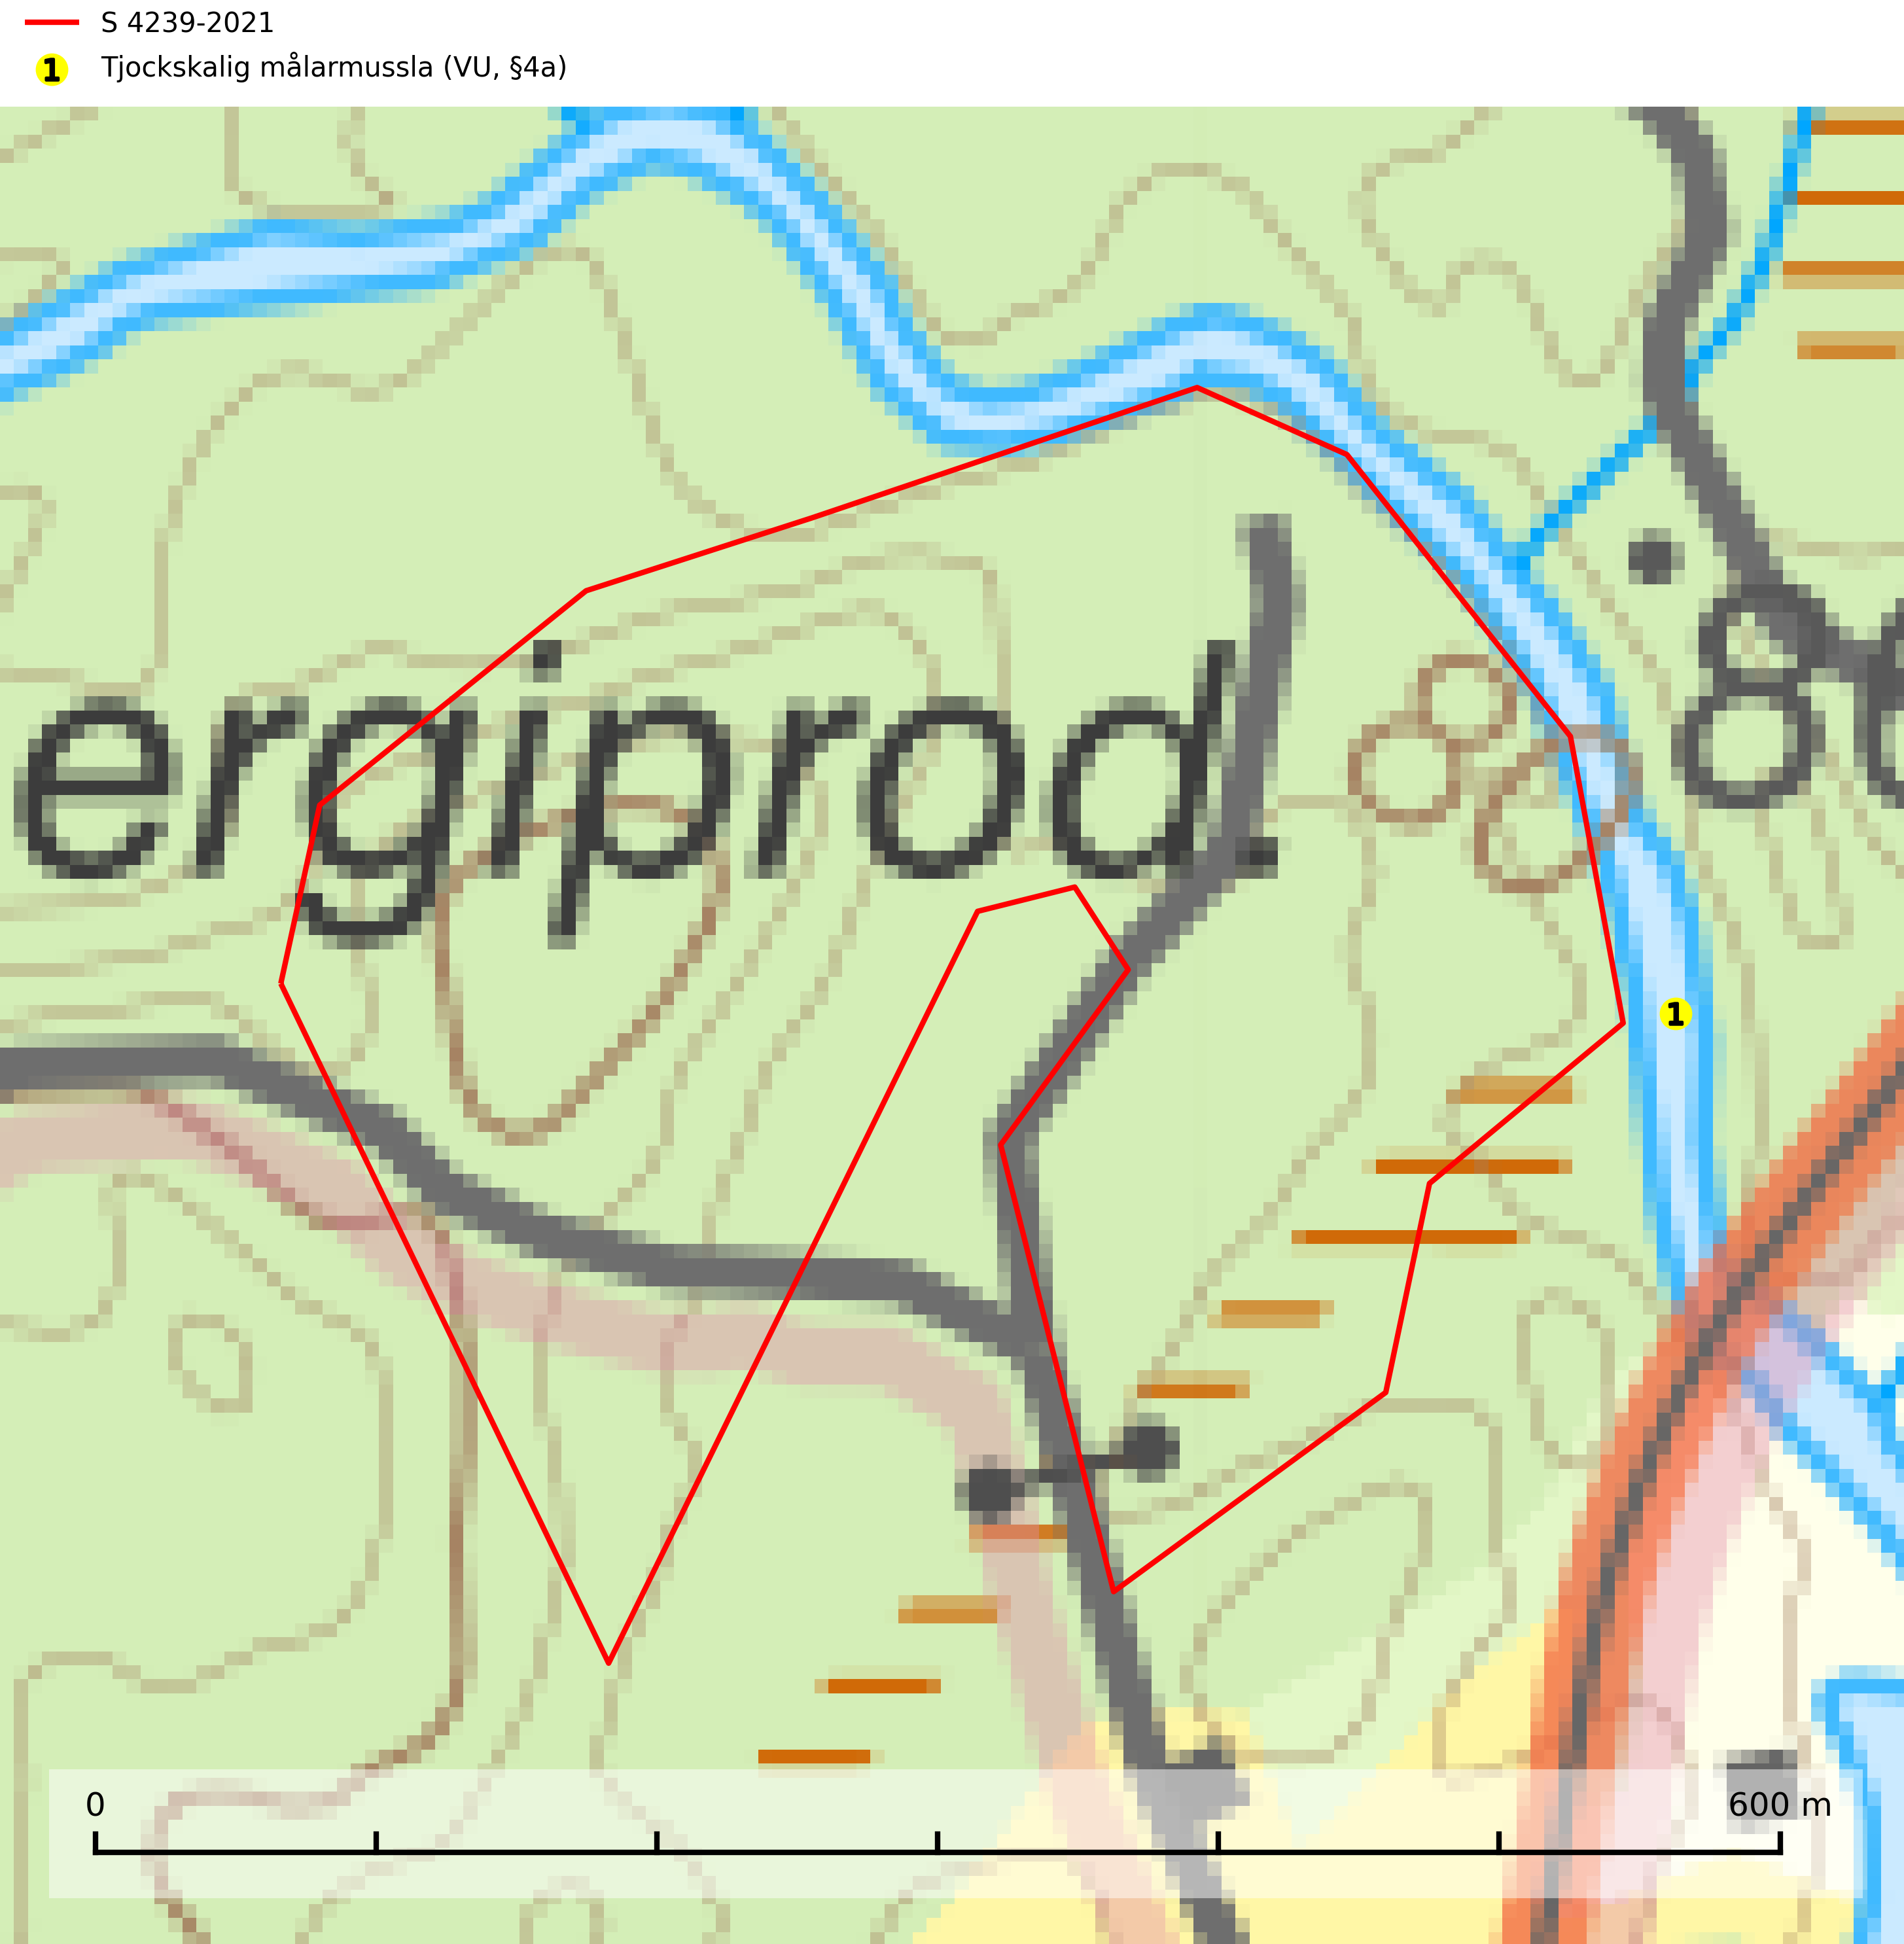 S 4239-2021
1 Tjockskalig målarmussla (VU, §4a)
ergiprod.
1
0 600 m